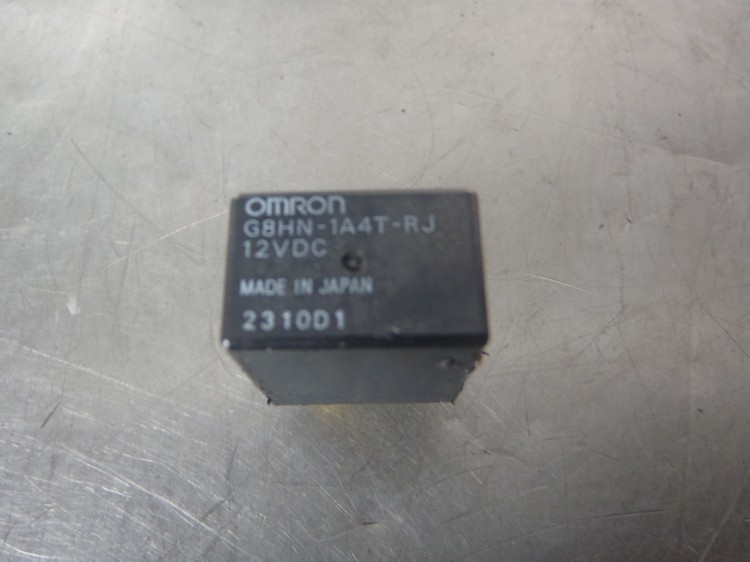 omron
G8HN-1A4T-RJ
12VDC
MADE IN JAPAN
2310D1